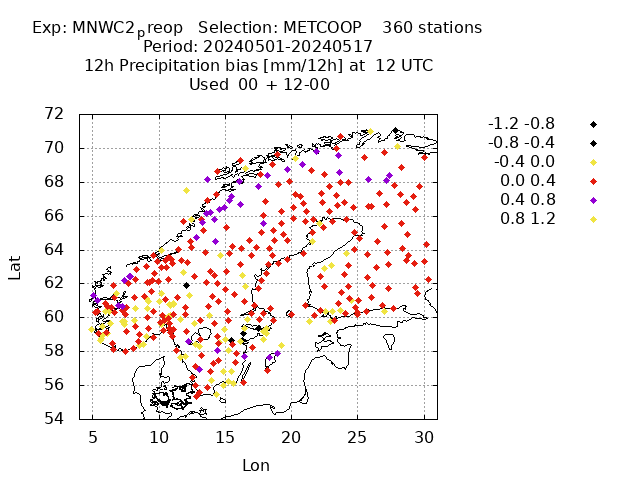 Exp: MNWC2preop   Selection: METCOOP    360 stations
Period: 20240501-20240517
12h Precipitation bias [mm/12h] at  12 UTC
Used  00 + 12-00
-1.2 -0.8
-0.8 -0.4
-0.4 0.0
0.0 0.4
0.4 0.8
0.8 1.2
72
70
68
66
64
62
60
58
56
54
Lat
5 10 15 20 25 30
Lon